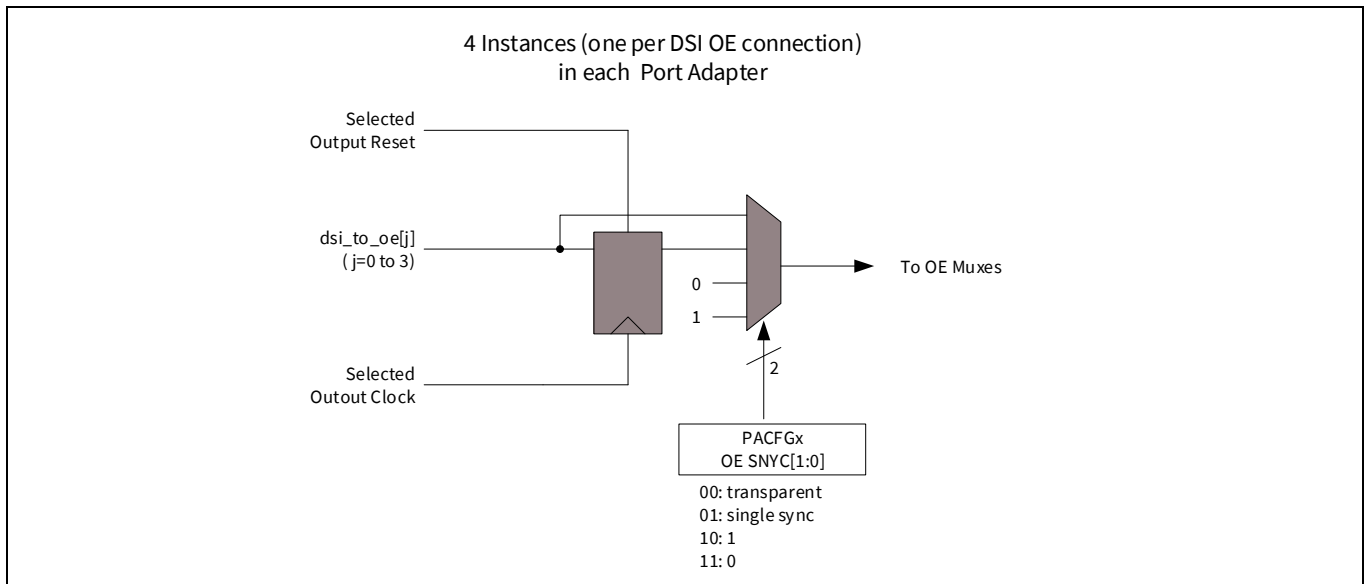 4 Instances (one per DSI OE connection)
in each Port Adapter
Selected
Output Reset
dsi_to_oe[j]
( j=0 to 3)
0
1
To OE Muxes
2
Selected
Outout Clock
PACFGx
OE SNYC[1:0]
00: transparent
01: single sync
10: 1
11: 0